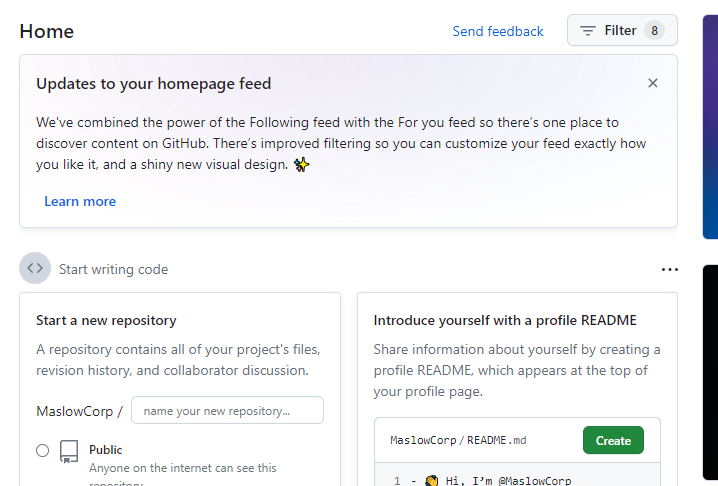 Home
Send feedback
Filter 8
Updates to your homepage feed
We've combined the power of the Following feed with the For you feed so there's one place to
discover content on GitHub. There's improved filtering so you can customize your feed exactly how
you like it, and a shiny new visual design. ✨
Learn more
Start writing code
Start a new repository
A repository contains all of your project's files,
revision history, and collaborator discussion.
MaslowCorp / name your new repository...
Public
Anyone on the internet can see this
repository
Introduce yourself with a profile README
Share information about yourself by creating a
profile README, which appears at the top of
your profile page.
MaslowCorp/README.md
Create
1 - 👋 Hi, I'm @MaslowCorp